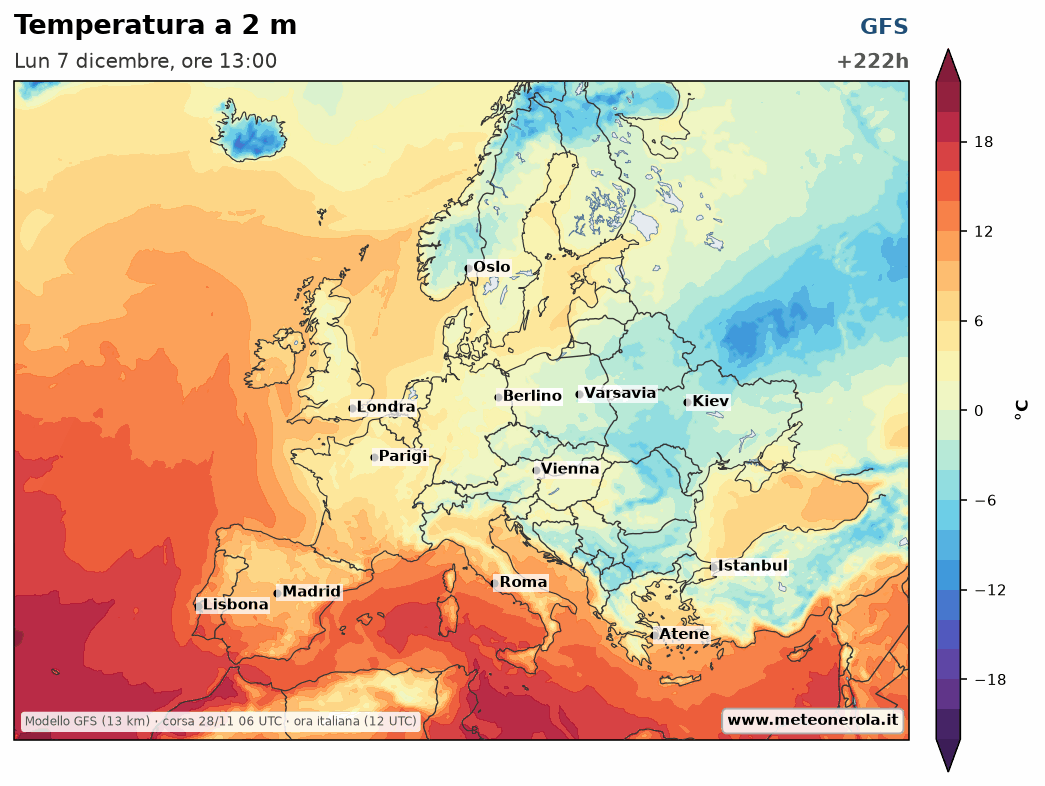 Temperatura a 2 m
GFS
Lun 7 dicembre, ore 13:00
+222h
Oslo
Londra
Berlino
Varsavia
Kiev
Parigi
Vienna
Istanbul
Roma
Madrid
Lisbona
Atene
18
12
6
0
−6
−12
−18
°C
Modello GFS (13 km) · corsa 28/11 06 UTC · ora italiana (12 UTC)
www.meteonerola.it